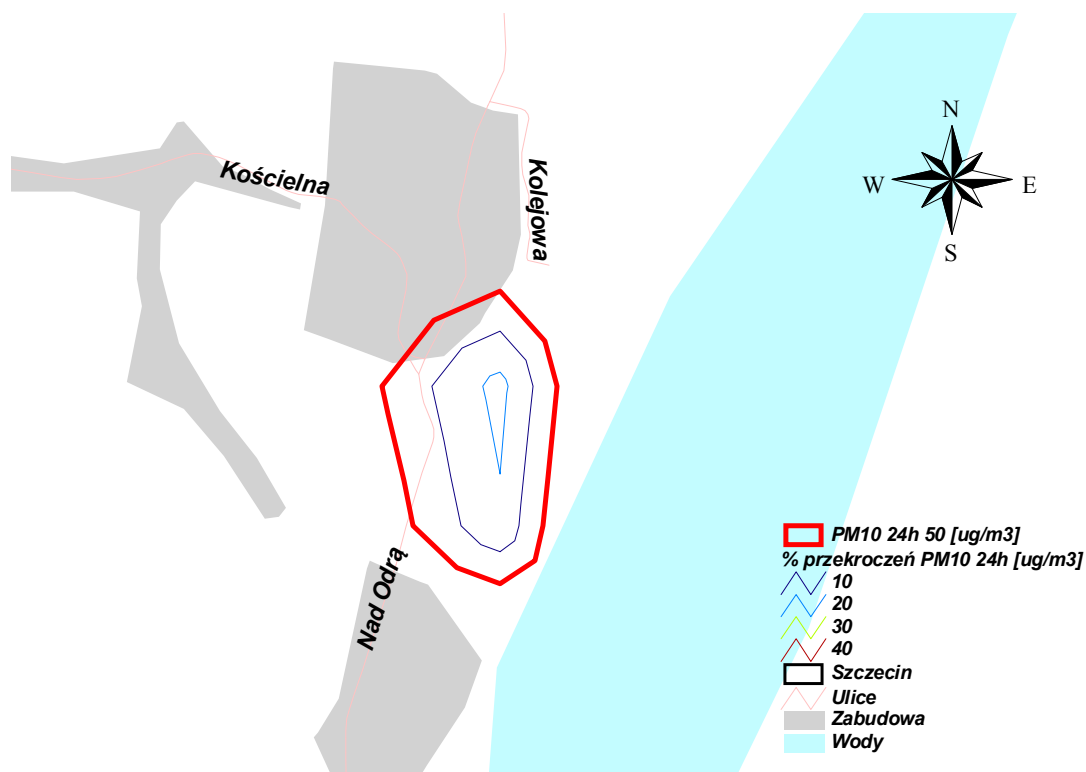 Kościelna
Kolejowa
Nad Odrą
N
W
E
S
PM10 24h 50 [ug/m3]
% przekroczeń PM10 24h [ug/m3]
10
20
30
40
Szczecin
Ulice
Zabudowa
Wody